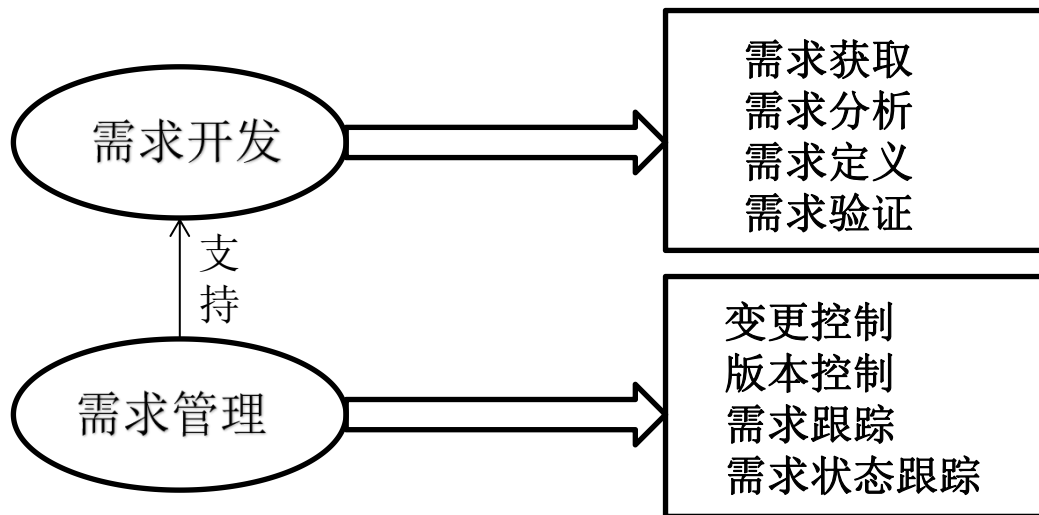 需求开发
需求获取
需求分析
需求定义
需求验证
支
持
需求管理
变更控制
版本控制
需求跟踪
需求状态跟踪